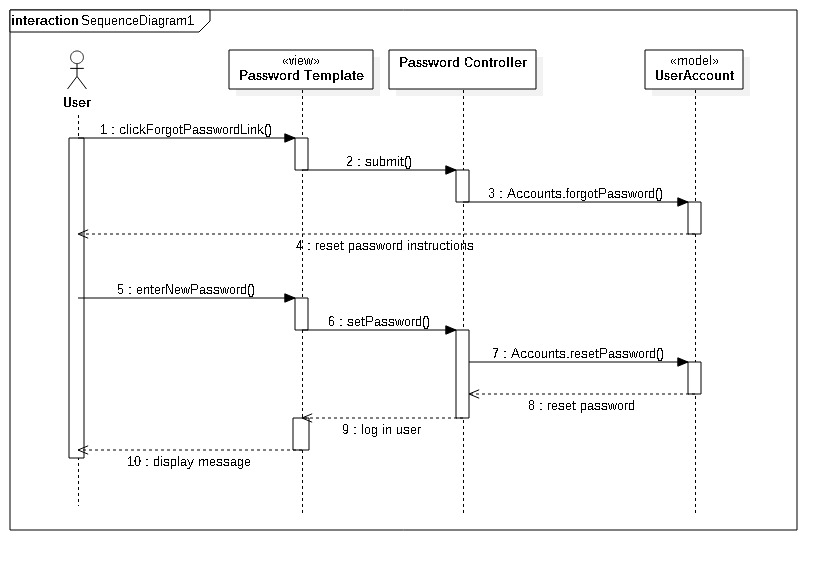 interaction SequenceDiagram1
«view»
Password Template
Password Controller
«model»
UserAccount
User
1 : clickForgotPasswordLink()
2 : submit()
3 : Accounts.forgotPassword()
4 : reset password instructions
5 : enterNewPassword()
6 : setPassword()
7 : Accounts.resetPassword()
8 : reset password
9 : log in user
10 : display message